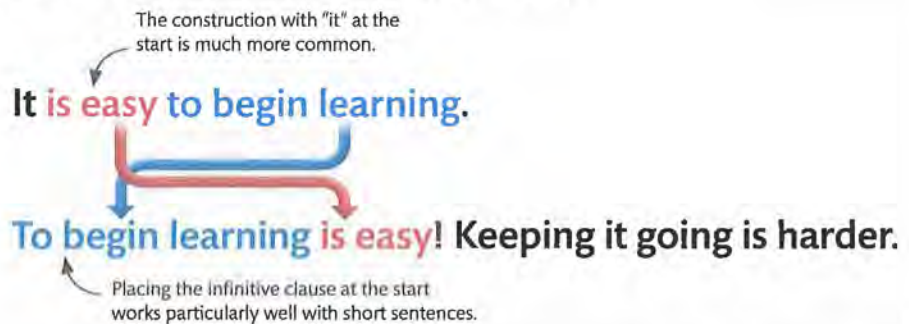 The construction with "it" at the
start is much more common.
It is easy to begin learning.
To begin learning is easy! Keeping it going is harder.
Placing the infinitive clause at the start
works particularly well with short sentences.